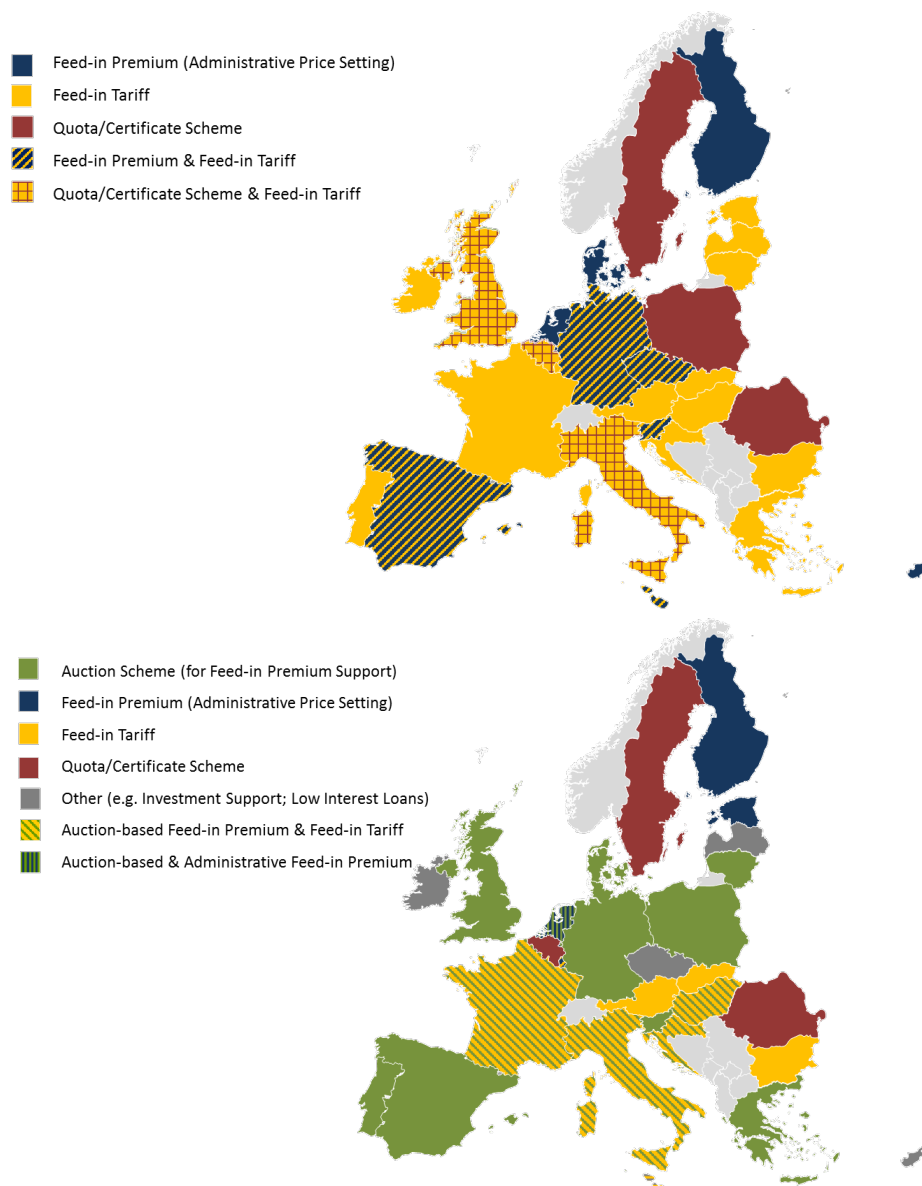 Feed-in Premium (Administrative Price Setting)
Feed-in Tariff
Quota/Certificate Scheme
Feed-in Premium & Feed-in Tariff
Quota/Certificate Scheme & Feed-in Tariff
Auction Scheme (for Feed-in Premium Support)
Feed-in Premium (Administrative Price Setting)
Feed-in Tariff
Quota/Certificate Scheme
Other (e.g. Investment Support; Low Interest Loans)
Auction-based Feed-in Premium & Feed-in Tariff
Auction-based & Administrative Feed-in Premium